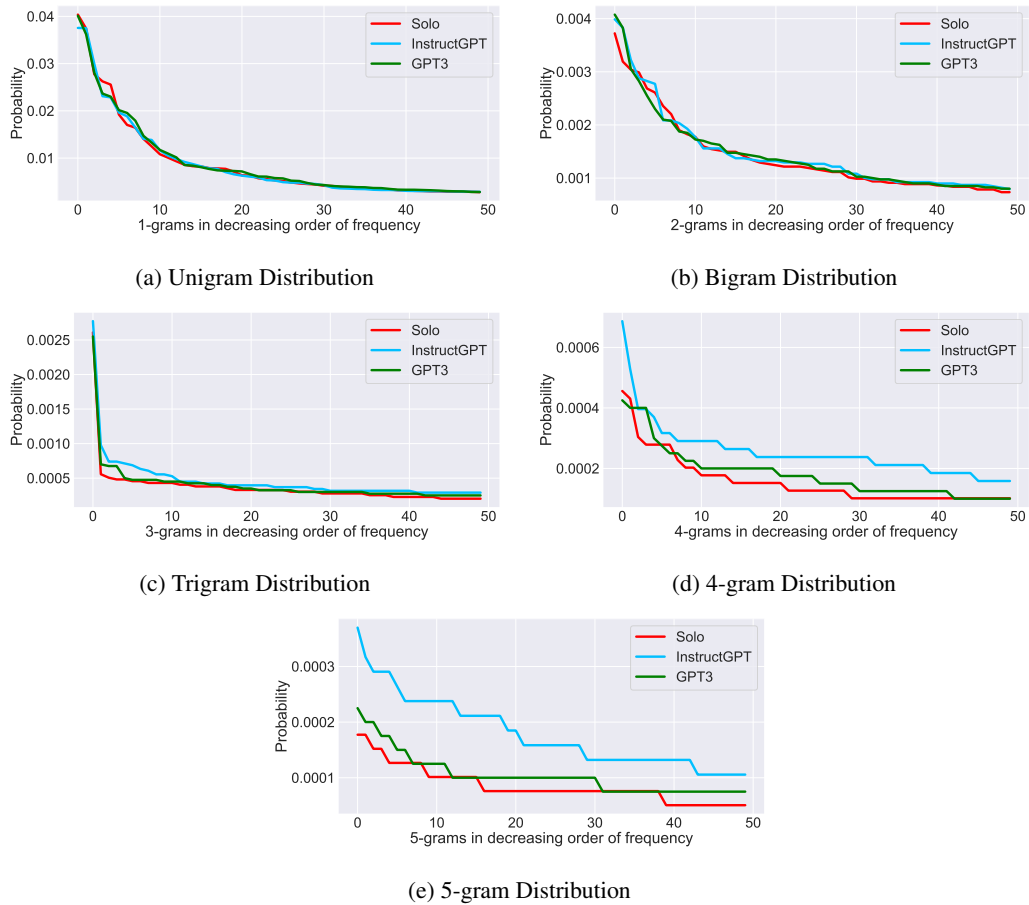 0.04
0.03
0.02
0.01
Probability
Solo
InstructGPT
GPT3
0 10 20 30 40 50
1-grams in decreasing order of frequency
(a) Unigram Distribution
0.004
0.003
0.002
0.001
Probability
Solo
InstructGPT
GPT3
0 10 20 30 40 50
2-grams in decreasing order of frequency
(b) Bigram Distribution
0.0025
0.0020
0.0015
0.0010
0.0005
Probability
Solo
InstructGPT
GPT3
0 10 20 30 40 50
3-grams in decreasing order of frequency
(c) Trigram Distribution
0.0006
0.0004
0.0002
Probability
Solo
InstructGPT
GPT3
0 10 20 30 40 50
4-grams in decreasing order of frequency
(d) 4-gram Distribution
0.0003
0.0002
0.0001
Probability
Solo
InstructGPT
GPT3
0 10 20 30 40 50
5-grams in decreasing order of frequency
(e) 5-gram Distribution